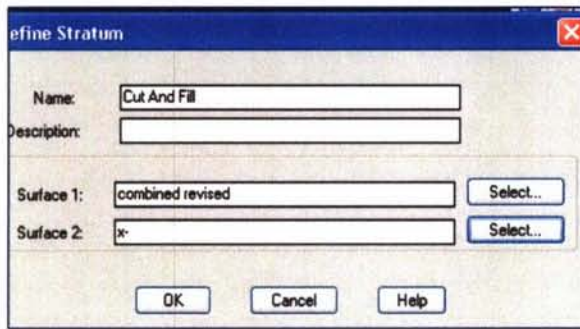 efine Stratum
Name: Cut And Fill
Description:
Surface 1: combined revised Select...
Surface 2: x- Select...
OK Cancel Help